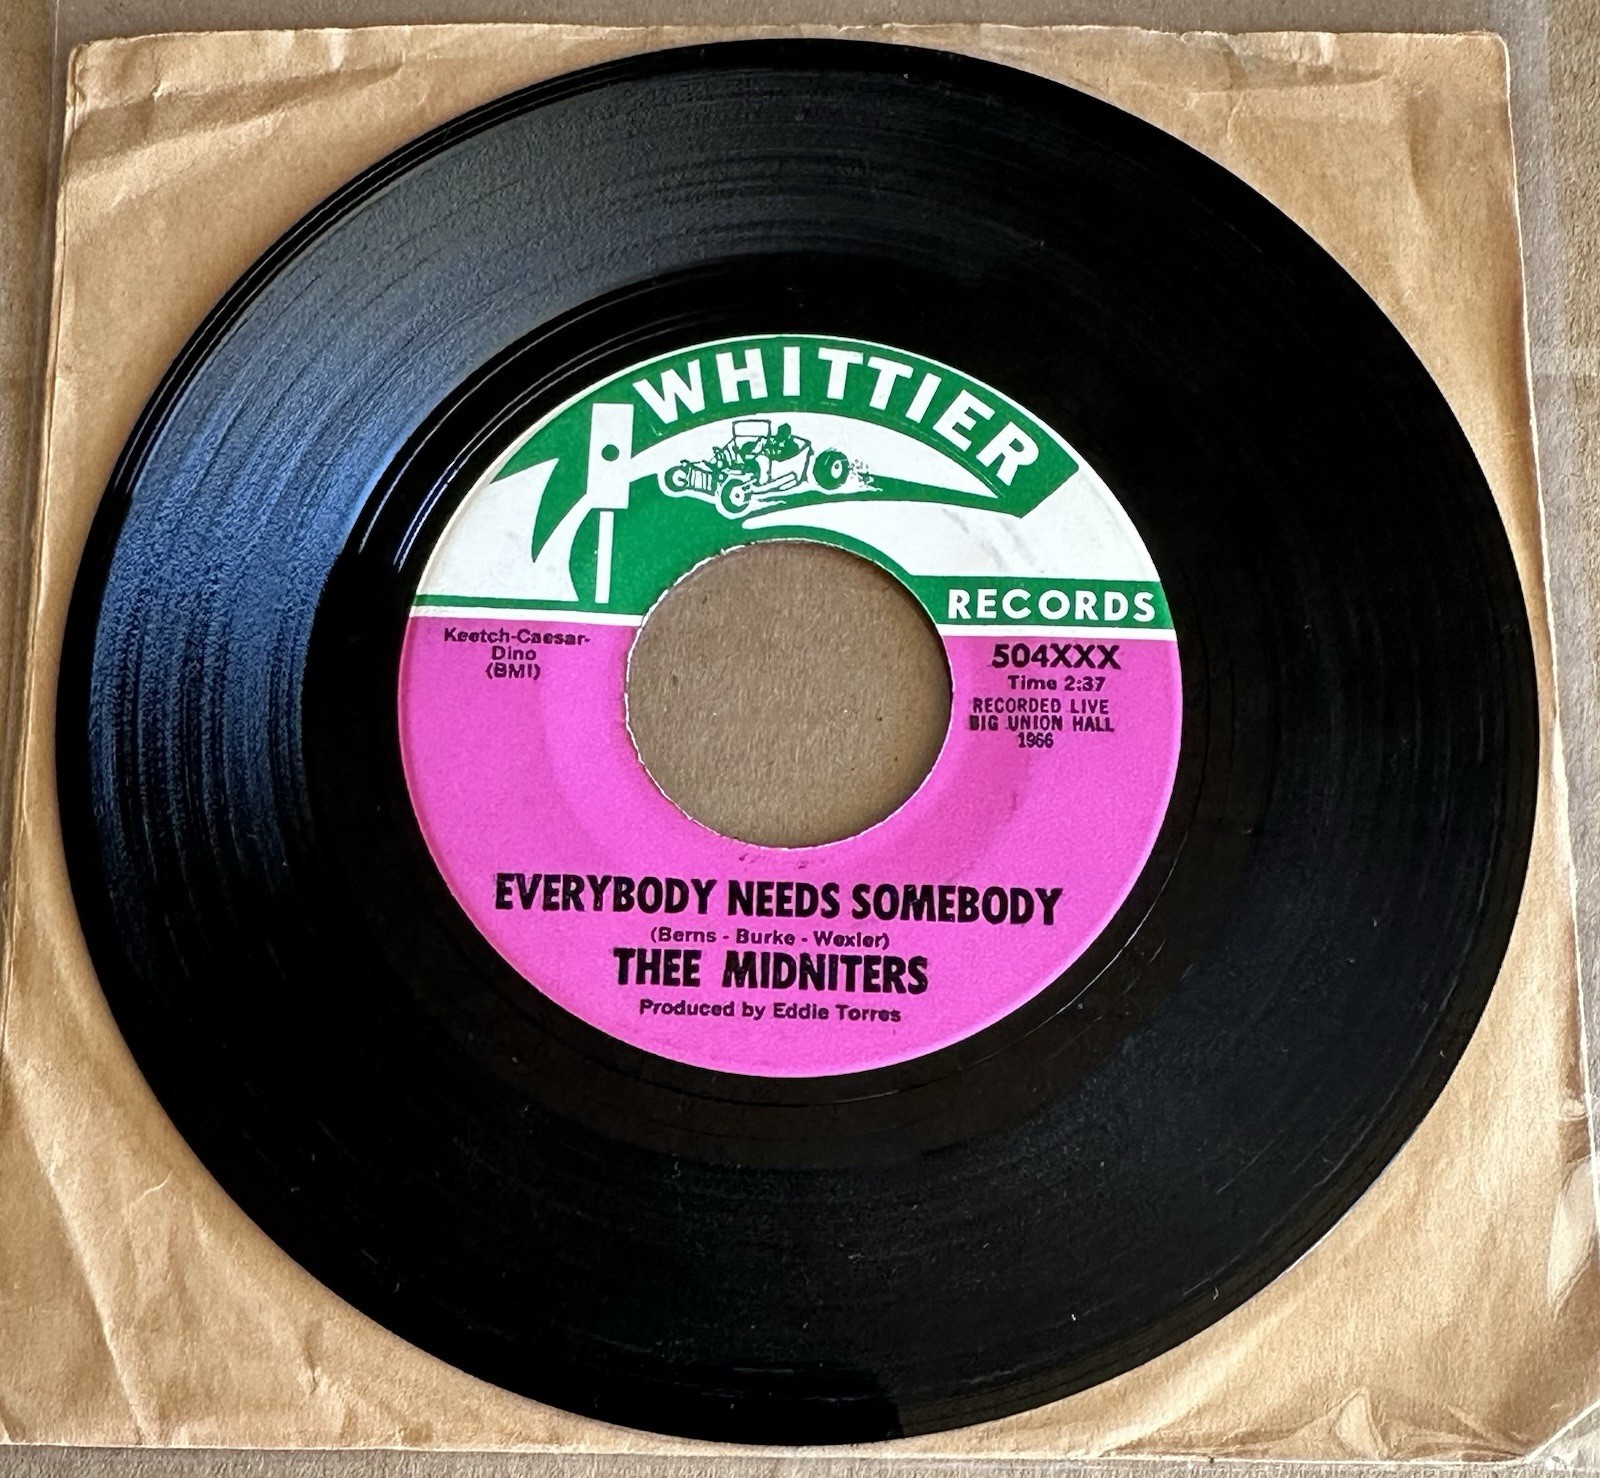 WHITTIER
RECORDS
Keetch-Caesar-
Dino
(BMI)
504XXX
Time 2:37
RECORDED LIVE
BIG UNION HALL
1966
EVERYBODY NEEDS SOMEBODY
(Berns - Burke - Wexler)
THEE MIDNITERS
Produced by Eddie Torres